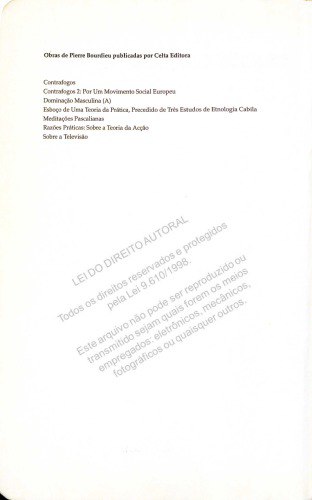 Obras de Pierre Bourdieu publicadas por Celta Editora
Contrafogos
Contrafogos 2: Por Um Movimento Social Europeu
Dominação Masculina (A)
Esboço de Uma Teoria da Prática, Precedido de Três Estudos de Etnologia Cabila
Meditações Pascalianas
Razões Práticas: Sobre a Teoria da Acção
Sobre a Televisão
LEI DO DIREITO AUTORAL
Todos os direitos reservados e protegidos
pela Lei 9.610/1998.
Este arquivo não pode ser reproduzido ou
transmitido sejam quais forem os meios
empregados: eletrônicos, mecânicos,
fotográficos ou quaisquer outros.